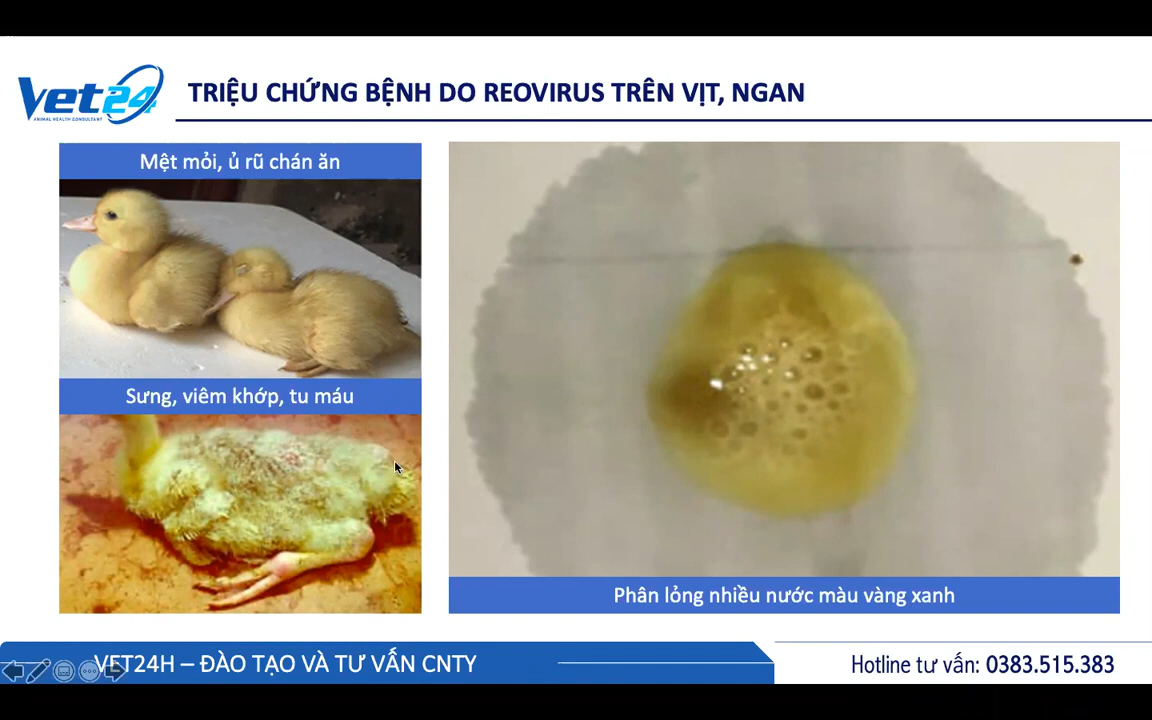 Vet24
ANIMAL HEALTH CONSULTANT
TRIỆU CHỨNG BỆNH DO REOVIRUS TRÊN VỊT, NGAN
Mệt mỏi, ủ rũ chán ăn
Sưng, viêm khớp, tu máu
Phân lỏng nhiều nước màu vàng xanh
VET24H – ĐÀO TẠO VÀ TƯ VẤN CNTY
Hotline tư vấn: 0383.515.383